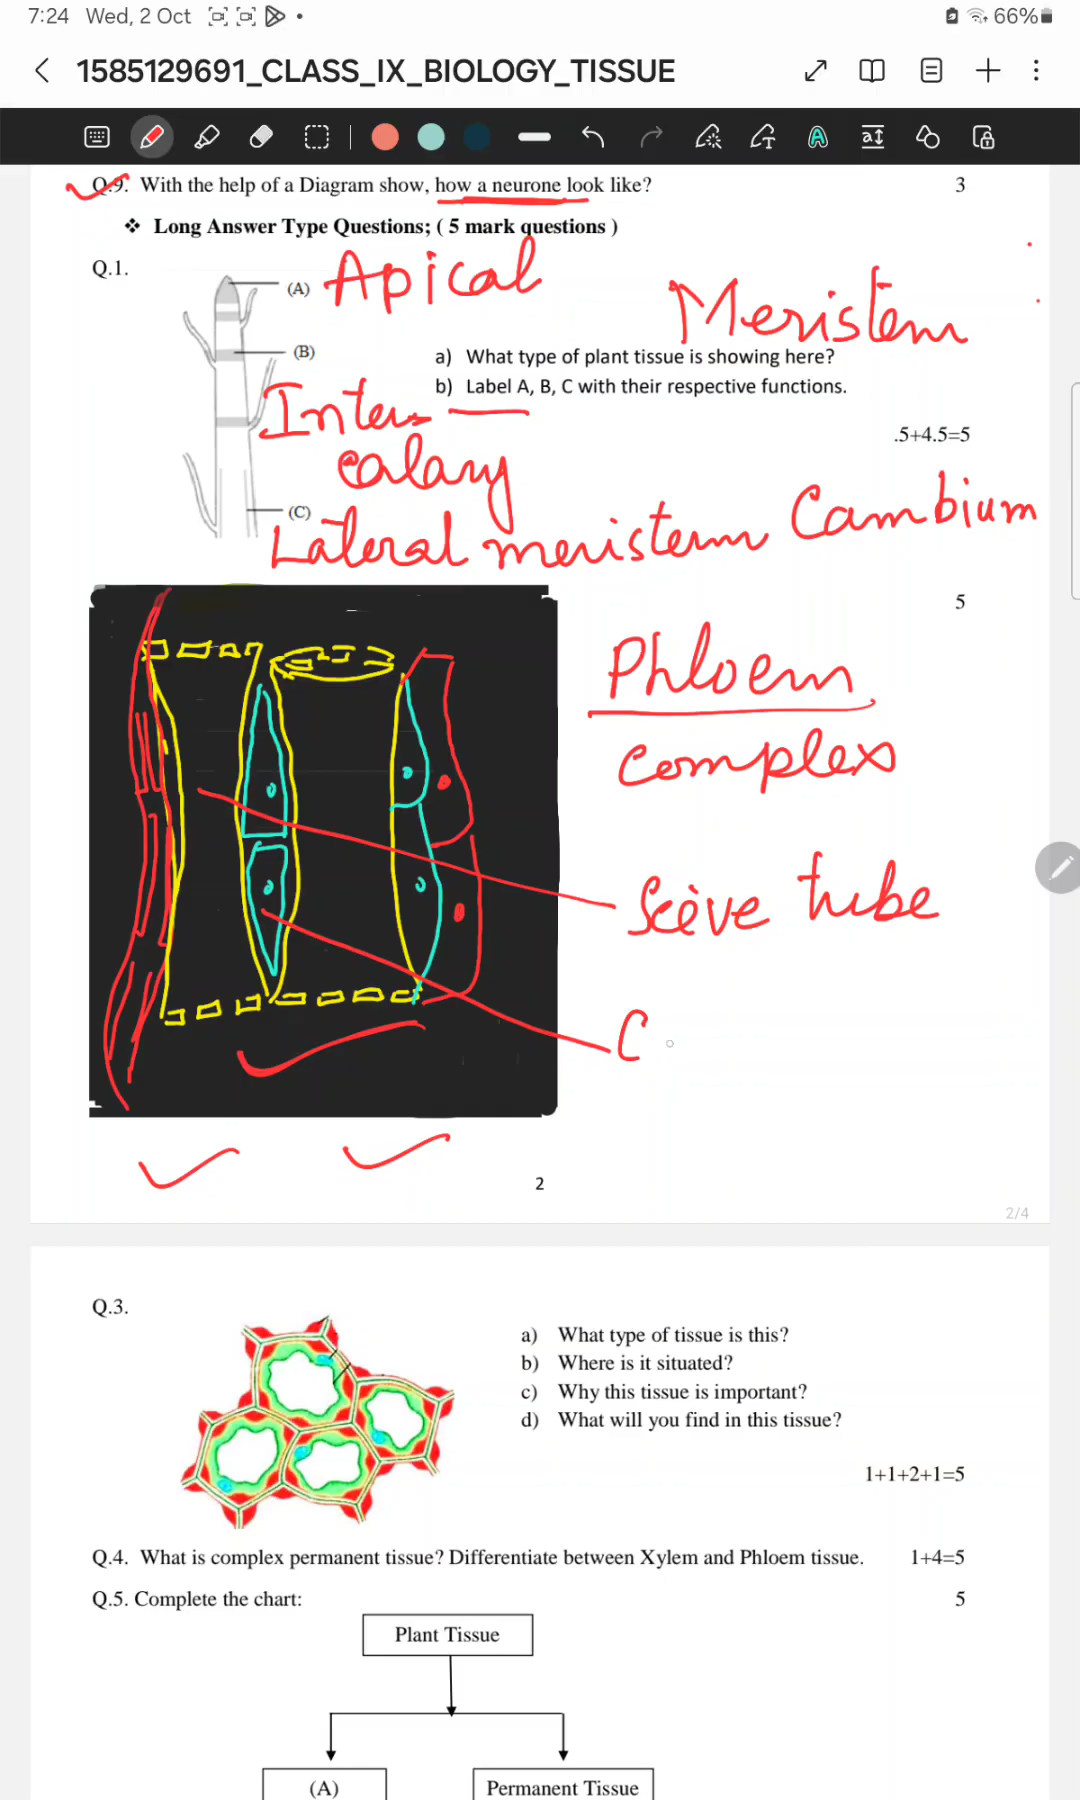 7:24 Wed, 2 Oct
66%
1585129691_CLASS_IX_BIOLOGY_TISSUE
Q.9. With the help of a Diagram show, how a neurone look like? 3
❖ Long Answer Type Questions; ( 5 mark questions )
Q.1.
(A) Apical
Meristem
(B)
a) What type of plant tissue is showing here?
b) Label A, B, C with their respective functions.
Inter-
calary
.5+4.5=5
(C)
Lateral meristem Cambium
5
Phloem
Complex
Seive tube
C
2
2/4
Q.3.
a) What type of tissue is this?
b) Where is it situated?
c) Why this tissue is important?
d) What will you find in this tissue?
1+1+2+1=5
Q.4. What is complex permanent tissue? Differentiate between Xylem and Phloem tissue. 1+4=5
Q.5. Complete the chart: 5
Plant Tissue
(A) Permanent Tissue